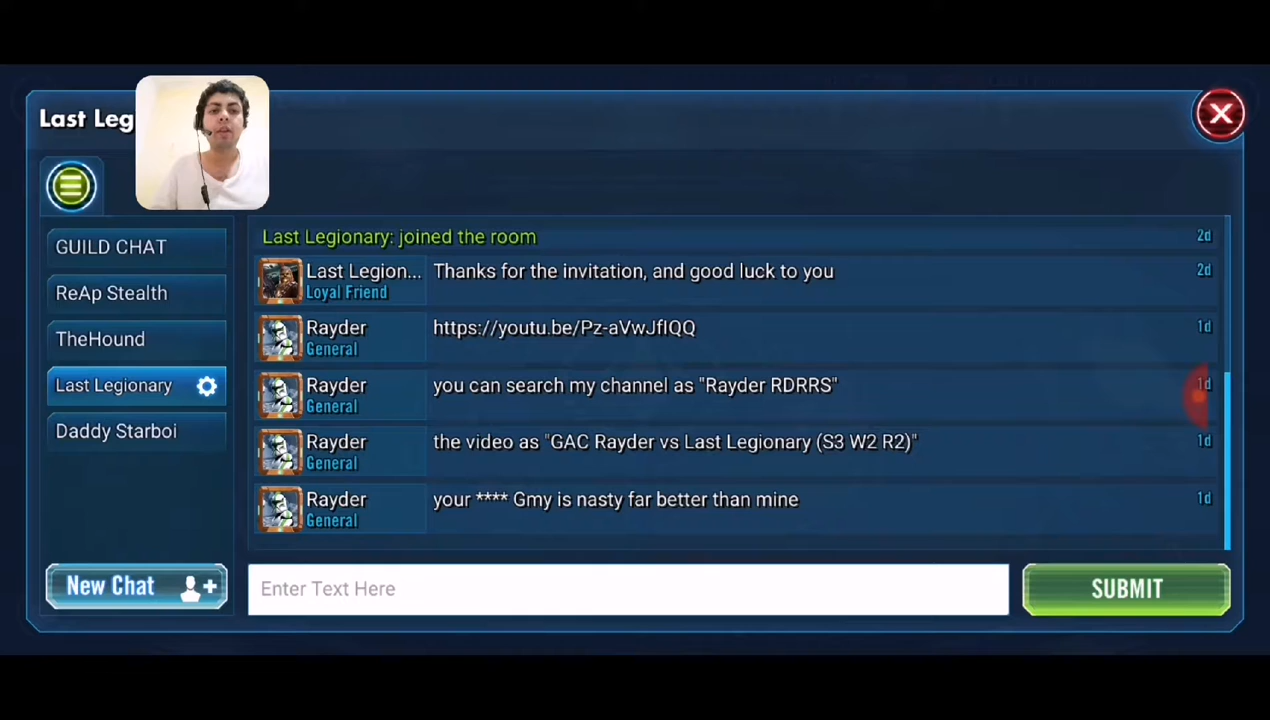 Last Leg
GUILD CHAT
ReAp Stealth
TheHound
Last Legionary
Daddy Starboi
New Chat
Last Legionary: joined the room 2d
Last Legion... Thanks for the invitation, and good luck to you 2d
Loyal Friend
Rayder https://youtu.be/Pz-aVwJfIQQ 1d
General
Rayder you can search my channel as "Rayder RDRRS" 1d
General
Rayder the video as "GAC Rayder vs Last Legionary (S3 W2 R2)" 1d
General
Rayder your **** Gmy is nasty far better than mine 1d
General
Enter Text Here
SUBMIT